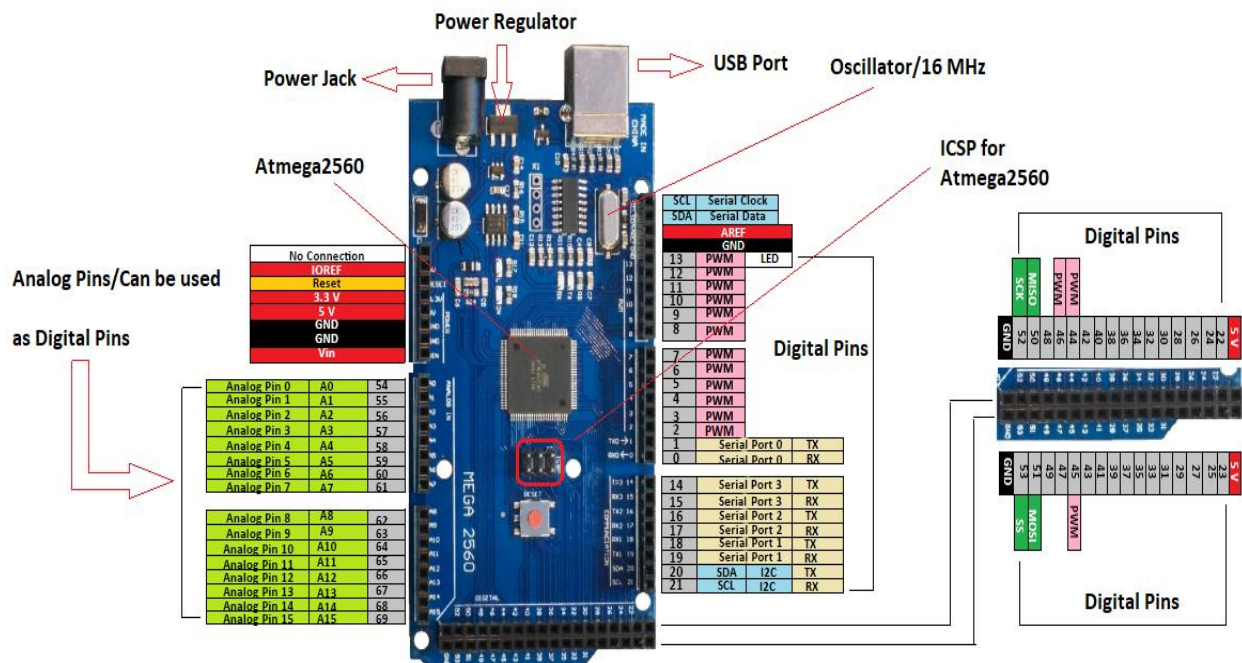 Power Regulator
Power Jack
USB Port
Oscillator/16 MHz
Atmega2560
ICSP for
Atmega2560
Analog Pins/Can be used
as Digital Pins
No Connection
IOREF
Reset
3.3 V
5 V
GND
GND
Vin
Analog Pin 0 A0 54
Analog Pin 1 A1 55
Analog Pin 2 A2 56
Analog Pin 3 A3 57
Analog Pin 4 A4 58
Analog Pin 5 A5 59
Analog Pin 6 A6 60
Analog Pin 7 A7 61
Analog Pin 8 A8 62
Analog Pin 9 A9 63
Analog Pin 10 A10 64
Analog Pin 11 A11 65
Analog Pin 12 A12 66
Analog Pin 13 A13 67
Analog Pin 14 A14 68
Analog Pin 15 A15 69
MADE IN
CHINA
RESET
MEGA 2560
COMMUNICATION
DIGITAL
SCL Serial Clock
SDA Serial Data
AREF
GND
13 PWM LED
12 PWM
11 PWM
10 PWM
9 PWM
8 PWM
7 PWM
6 PWM
5 PWM
4 PWM
3 PWM
2 PWM
1 Serial Port 0 TX
0 Serial Port 0 RX
14 Serial Port 3 TX
15 Serial Port 3 RX
16 Serial Port 2 TX
17 Serial Port 2 RX
18 Serial Port 1 TX
19 Serial Port 1 RX
20 SDA I2C TX
21 SCL I2C RX
Digital Pins
Digital Pins
SCK MISO PWM PWM
GND 52 50 48 46 44 42 40 38 36 34 32 30 28 26 24 22 5 V
GND 53 51 49 47 45 43 41 39 37 35 33 31 29 27 25 23 5 V
SS MOSI PWM
Digital Pins